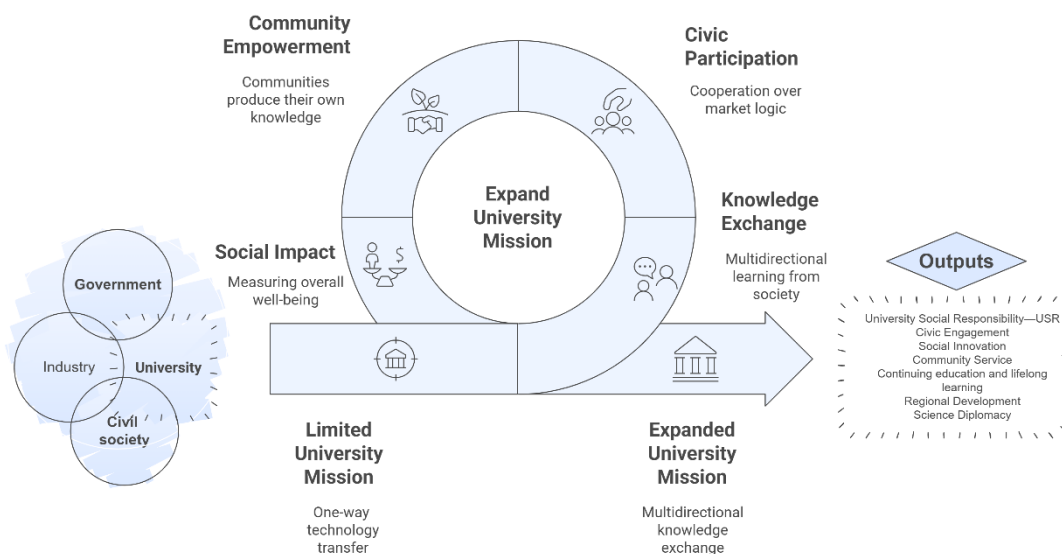 Community
Empowerment
Communities
produce their own
knowledge
Civic
Participation
Cooperation over
market logic
Expand
University
Mission
Knowledge
Exchange
Multidirectional
learning from
society
Social Impact
Measuring overall
well-being
$
Government
Industry
University
Civil
society
Outputs
University Social Responsibility—USR
Civic Engagement
Social Innovation
Community Service
Continuing education and lifelong
learning
Regional Development
Science Diplomacy
Limited
University
Mission
One-way
technology
transfer
Expanded
University
Mission
Multidirectional
knowledge
exchange